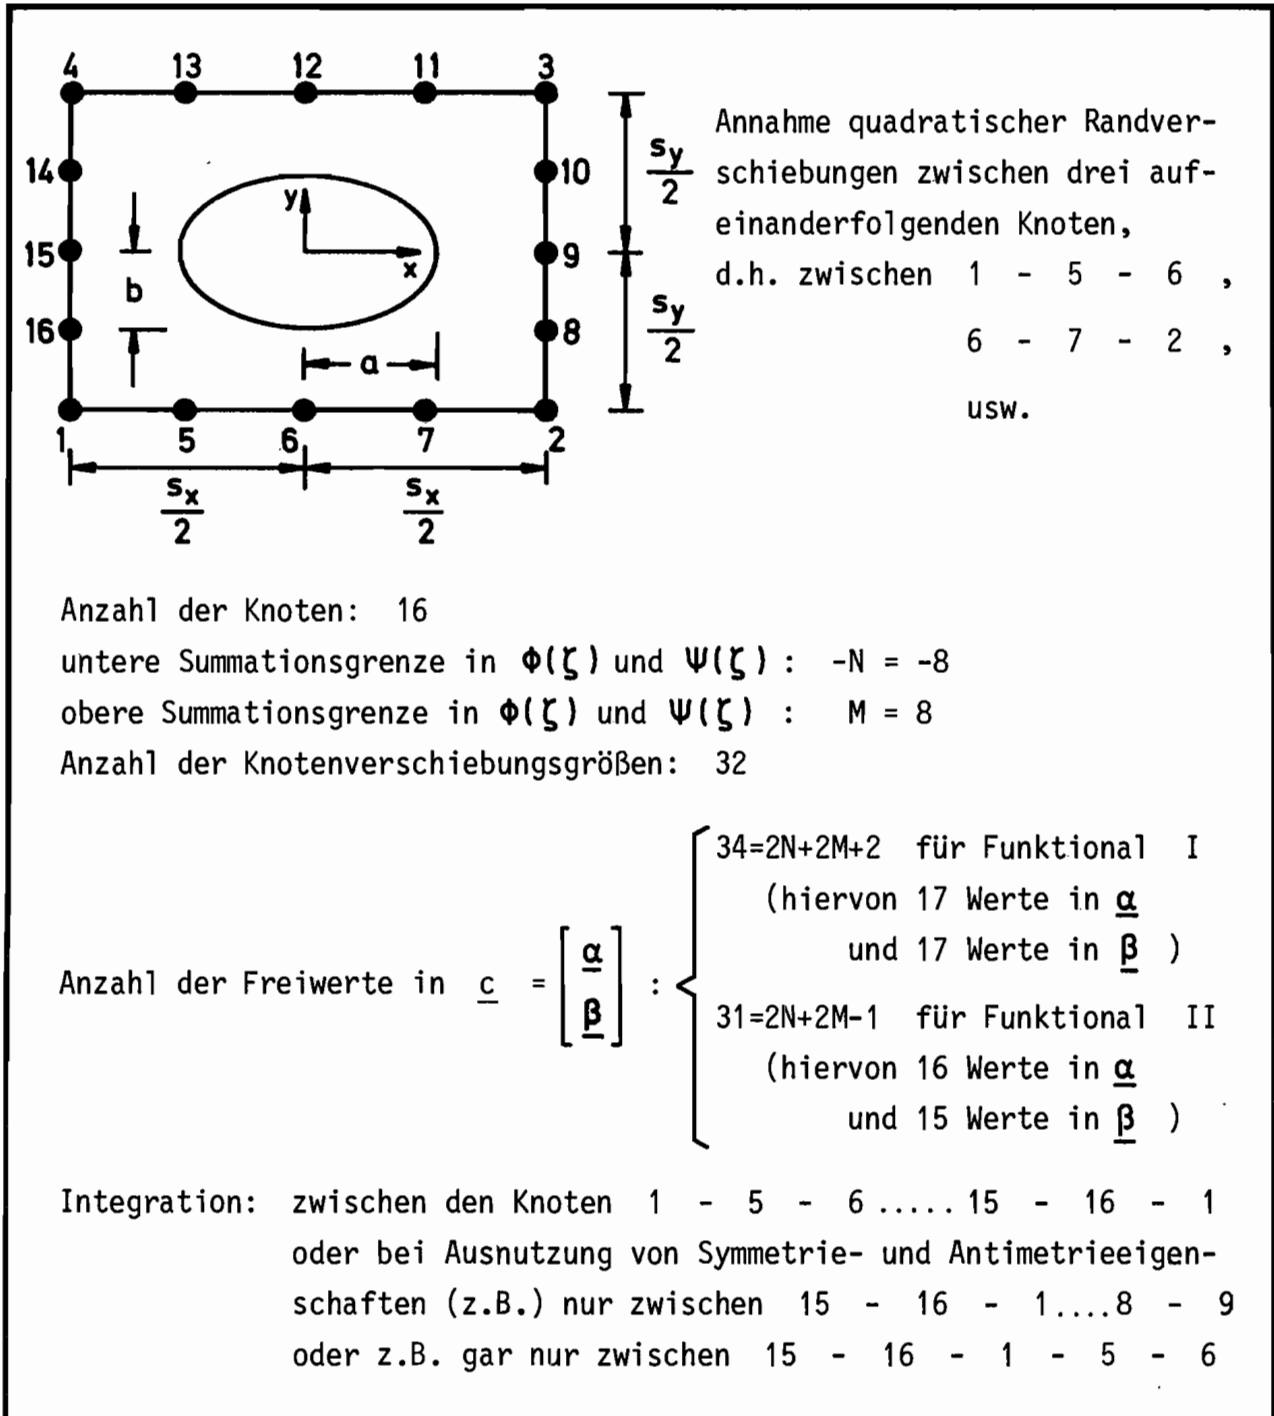 4 13 12 11 3
14 10
15 9
16 8
1 5 6 7 2
y
x
b
a
s_y/2
s_y/2
s_x/2 s_x/2
Annahme quadratischer Randver-
schiebungen zwischen drei auf-
einanderfolgenden Knoten,
d.h. zwischen 1 - 5 - 6 ,
6 - 7 - 2 ,
usw.
Anzahl der Knoten: 16
untere Summationsgrenze in Φ(ζ) und Ψ(ζ) : -N = -8
obere Summationsgrenze in Φ(ζ) und Ψ(ζ) : M = 8
Anzahl der Knotenverschiebungsgrößen: 32
34=2N+2M+2 für Funktional I
(hiervon 17 Werte in α
und 17 Werte in β )
Anzahl der Freiwerte in c = [α β] :
31=2N+2M-1 für Funktional II
(hiervon 16 Werte in α
und 15 Werte in β )
Integration: zwischen den Knoten 1 - 5 - 6 ..... 15 - 16 - 1
oder bei Ausnutzung von Symmetrie- und Antimetrieeigen-
schaften (z.B.) nur zwischen 15 - 16 - 1....8 - 9
oder z.B. gar nur zwischen 15 - 16 - 1 - 5 - 6